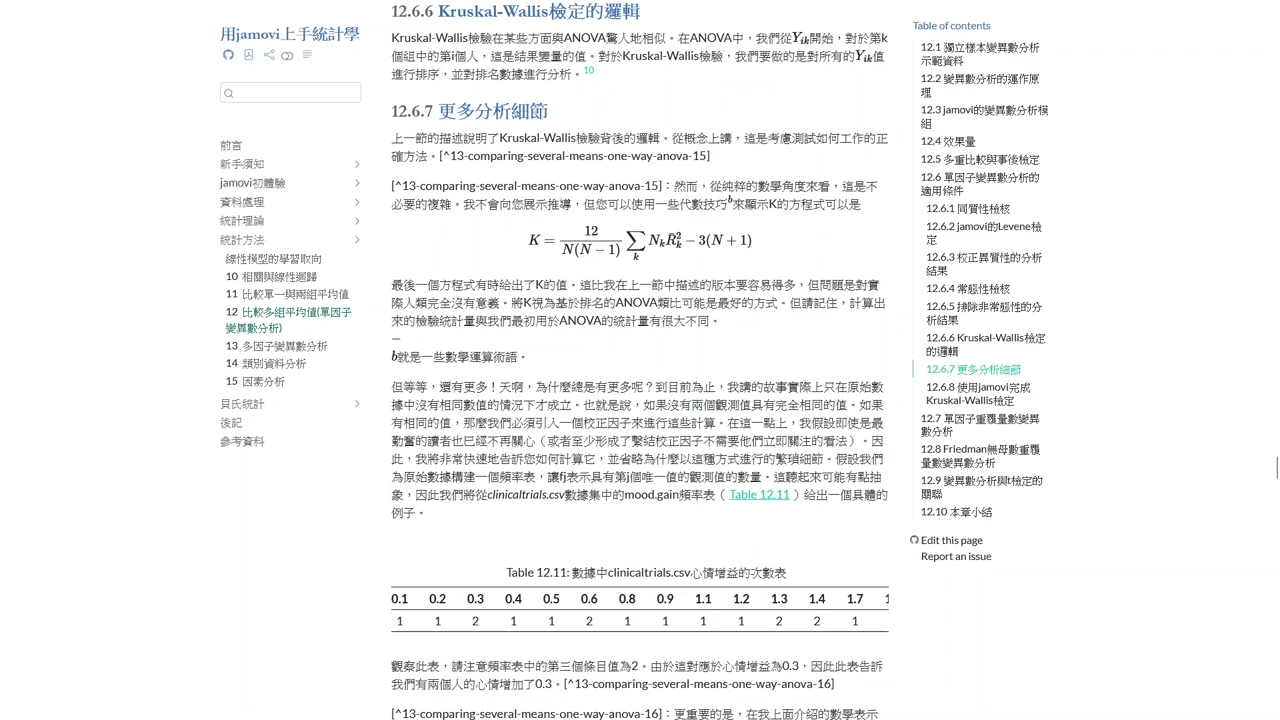 用jamovi上手統計學
前言
新手須知
jamovi初體驗
資料處理
統計理論
統計方法
線性模型的學習取向
10 相關與線性迴歸
11 比較單一與兩組平均值
12 比較多組平均值(單因子
變異數分析)
13 多因子變異數分析
14 類別資料分析
15 因素分析
貝氏統計
後記
參考資料
12.6.6 Kruskal-Wallis檢定的邏輯
Kruskal-Wallis檢驗在某些方面與ANOVA驚人地相似。在ANOVA中，我們從Yik開始，對於第k
個組中的第i個人，這是結果變量的值。對於Kruskal-Wallis檢驗，我們要做的是對所有的Yik值
進行排序，並對排名數據進行分析。10
12.6.7 更多分析細節
上一節的描述說明了Kruskal-Wallis檢驗背後的邏輯。從概念上講，這是考慮測試如何工作的正
確方法。[^13-comparing-several-means-one-way-anova-15]
[^13-comparing-several-means-one-way-anova-15]：然而，從純粹的數學角度來看，這是不
必要的複雜。我不會向您展示推導，但您可以使用一些代數技巧b來顯示K的方程式可以是
K = 12 / N(N − 1) ∑k Nk R̄k² − 3(N + 1)
最後一個方程式有時給出了K的值。這比我在上一節中描述的版本要容易得多，但問題是對實
際人類完全沒有意義。將K視為基於排名的ANOVA類比可能是最好的方式。但請記住，計算出
來的檢驗統計量與我們最初用於ANOVA的統計量有很大不同。
—
b就是一些數學運算術語。
但等等，還有更多！天啊，為什麼總是有更多呢？到目前為止，我講的故事實際上只在原始數
據中沒有相同數值的情況下才成立。也就是說，如果沒有兩個觀測值具有完全相同的值。如果
有相同的值，那麼我們必須引入一個校正因子來進行這些計算。在這一點上，我假設即使是最
勤奮的讀者也已經不再關心（或者至少形成了繫結校正因子不需要他們立即關注的看法）。因
此，我將非常快速地告訴您如何計算它，並省略為什麼以這種方式進行的繁瑣細節。假設我們
為原始數據構建一個頻率表，讓fj表示具有第j個唯一值的觀測值的數量。這聽起來可能有點抽
象，因此我們將從clinicaltrials.csv數據集中的mood.gain頻率表（ Table 12.11 ）給出一個具體的
例子。
Table 12.11: 數據中clinicaltrials.csv心情增益的次數表
0.1 0.2 0.3 0.4 0.5 0.6 0.8 0.9 1.1 1.2 1.3 1.4 1.7
1 1 2 1 1 2 1 1 1 1 2 2 1
觀察此表，請注意頻率表中的第三個條目值為2。由於這對應於心情增益為0.3，因此此表告訴
我們有兩個人的心情增加了0.3。[^13-comparing-several-means-one-way-anova-16]
[^13-comparing-several-means-one-way-anova-16]：更重要的是，在我上面介紹的數學表示
Table of contents
12.1 獨立樣本變異數分析
示範資料
12.2 變異數分析的運作原
理
12.3 jamovi的變異數分析模
組
12.4 效果量
12.5 多重比較與事後檢定
12.6 單因子變異數分析的
適用條件
12.6.1 同質性檢核
12.6.2 jamovi的Levene檢
定
12.6.3 校正異質性的分析
結果
12.6.4 常態性檢核
12.6.5 排除非常態性的分
析結果
12.6.6 Kruskal-Wallis檢定
的邏輯
12.6.7 更多分析細節
12.6.8 使用jamovi完成
Kruskal-Wallis檢定
12.7 單因子重覆量數變異
數分析
12.8 Friedman無母數重覆
量數變異數分析
12.9 變異數分析與t檢定的
關聯
12.10 本章小結
Edit this page
Report an issue